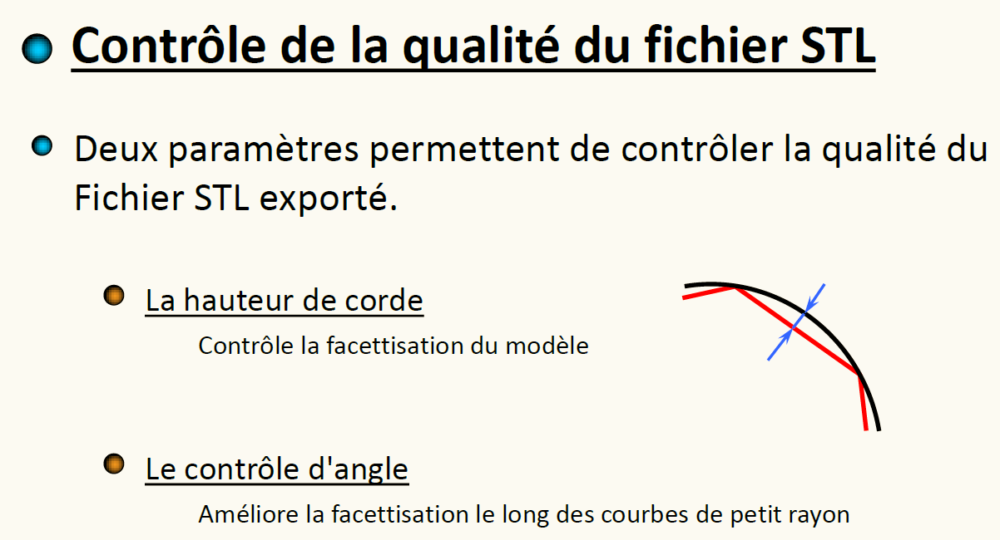 Contrôle de la qualité du fichier STL
Deux paramètres permettent de contrôler la qualité du
Fichier STL exporté.
La hauteur de corde
Contrôle la facettisation du modèle
Le contrôle d'angle
Améliore la facettisation le long des courbes de petit rayon